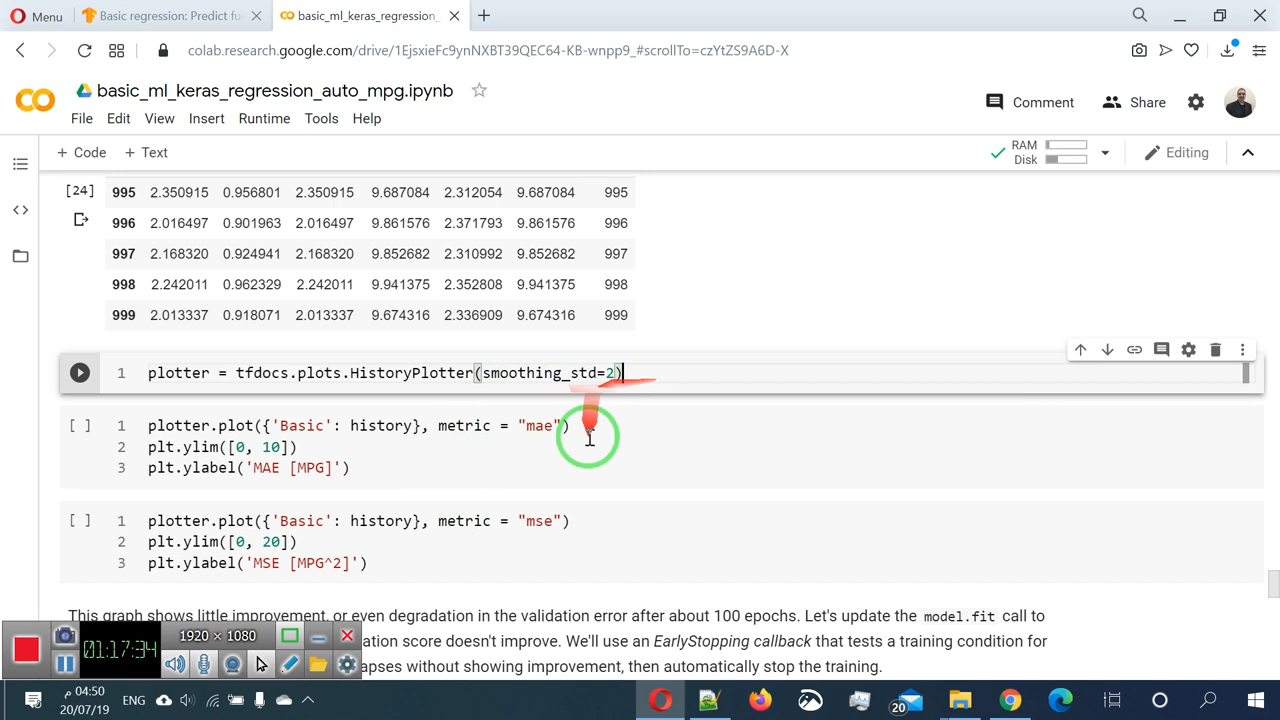 Menu
Basic regression: Predict fu
basic_ml_keras_regression_
colab.research.google.com/drive/1EjsxieFc9ynNXBT39QEC64-KB-wnpp9_#scrollTo=czYtZS9A6D-X
basic_ml_keras_regression_auto_mpg.ipynb
Comment
Share
File Edit View Insert Runtime Tools Help
+ Code + Text
RAM
Disk
Editing
[24]
995 2.350915 0.956801 2.350915 9.687084 2.312054 9.687084 995
996 2.016497 0.901963 2.016497 9.861576 2.371793 9.861576 996
997 2.168320 0.924941 2.168320 9.852682 2.310992 9.852682 997
998 2.242011 0.962329 2.242011 9.941375 2.352808 9.941375 998
999 2.013337 0.918071 2.013337 9.674316 2.336909 9.674316 999
1 plotter = tfdocs.plots.HistoryPlotter(smoothing_std=2)
[ ] 1 plotter.plot({'Basic': history}, metric = "mae")
2 plt.ylim([0, 10])
3 plt.ylabel('MAE [MPG]')
[ ] 1 plotter.plot({'Basic': history}, metric = "mse")
2 plt.ylim([0, 20])
3 plt.ylabel('MSE [MPG^2]')
This graph shows little improvement, or even degradation in the validation error after about 100 epochs. Let's update the model.fit call to
ation score doesn't improve. We'll use an EarlyStopping callback that tests a training condition for
apses without showing improvement, then automatically stop the training.
1920 × 1080
01:17:34
04:50 م
20/07/19
ENG
20